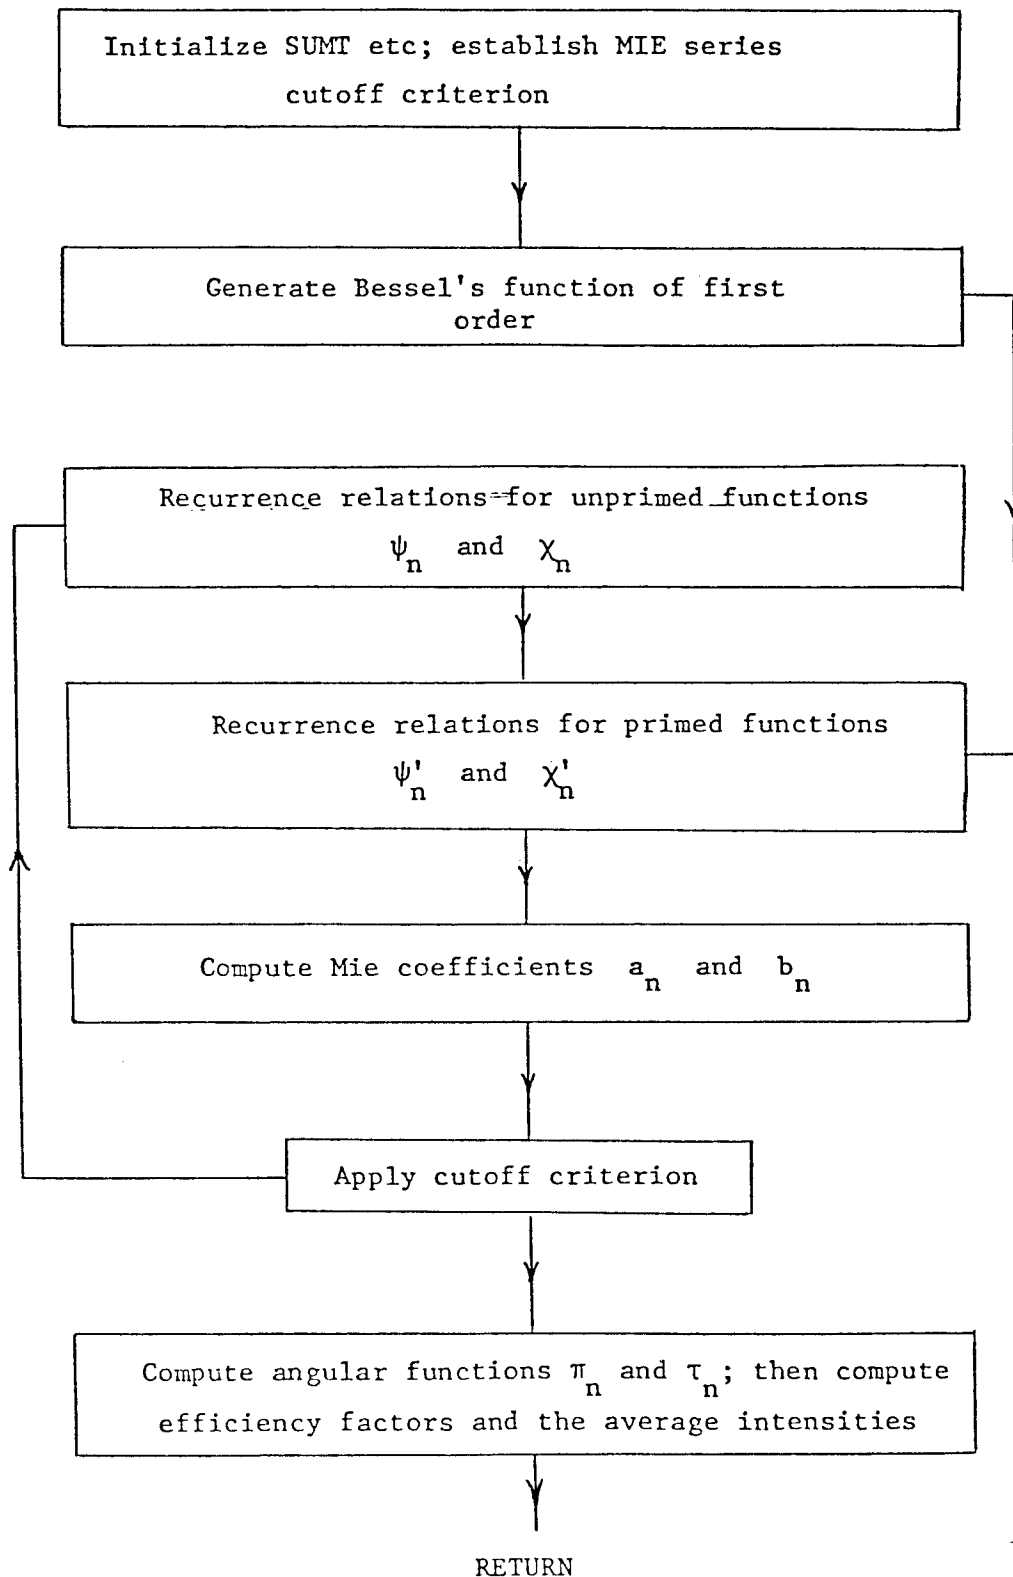 Initialize SUMT etc; establish MIE series
cutoff criterion
Generate Bessel's function of first
order
Recurrence relations for unprimed functions
ψn and χn
Recurrence relations for primed functions
ψ'n and χ'n
Compute Mie coefficients an and bn
Apply cutoff criterion
Compute angular functions πn and τn; then compute
efficiency factors and the average intensities
RETURN